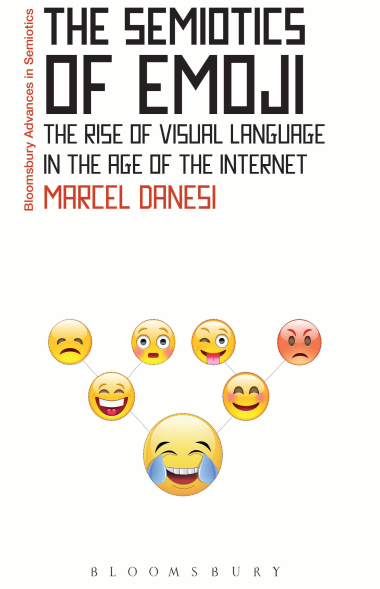 Bloomsbury Advances in Semiotics
THE SEMIOTICS
OF EMOJI
THE RISE OF VISUAL LANGUAGE
IN THE AGE OF THE INTERNET
MARCEL DANESI
BLOOMSBURY